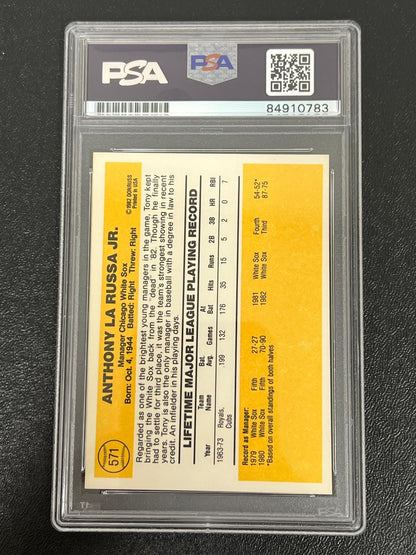 PSA
PSA
84910783
571
ANTHONY LA RUSSA JR.
Manager Chicago White Sox
Born: Oct. 4, 1944 Batted: Right Threw: Right
©1982 DONRUSS
Printed in USA
Regarded as one of the brightest young managers in the game, Tony kept
bringing the White Sox back from the "dead" in '82. Though he finally
had to settle for third place, it was the team's strongest showing in recent
years. Tony is also the only manager in baseball with a degree in law to his
credit. An infielder in his playing days.
LIFETIME MAJOR LEAGUE PLAYING RECORD
Year Team Name Bat. Avg. Games At Bat Hits Runs 2B 3B HR RBI
1963-73 Royals, Cubs 199 132 176 35 15 5 2 0 7
Record as Manager:
1979 White Sox Fifth 27-27
1980 White Sox Fifth 70-90
1981 White Sox Fourth 54-52*
1982 White Sox Third 87-75
*Based on overall standings of both halves
PSA